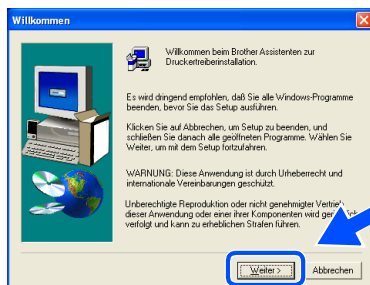 Willkommen
Willkommen beim Brother Assistenten zur
Druckertreiberinstallation.
Es wird dringend empfohlen, daß Sie alle Windows-Programme
beenden, bevor Sie das Setup ausführen.
Klicken Sie auf Abbrechen, um Setup zu beenden, und
schließen Sie danach alle geöffneten Programme. Wählen Sie
Weiter, um mit dem Setup fortzufahren.
WARNUNG: Diese Anwendung ist durch Urheberrecht und
internationale Vereinbarungen geschützt.
Unberechtigte Reproduktion oder nicht genehmigter Vertrieb
dieser Anwendung oder einer ihrer Komponenten wird
verfolgt und kann zu erheblichen Strafen führen.
Weiter >
Abbrechen